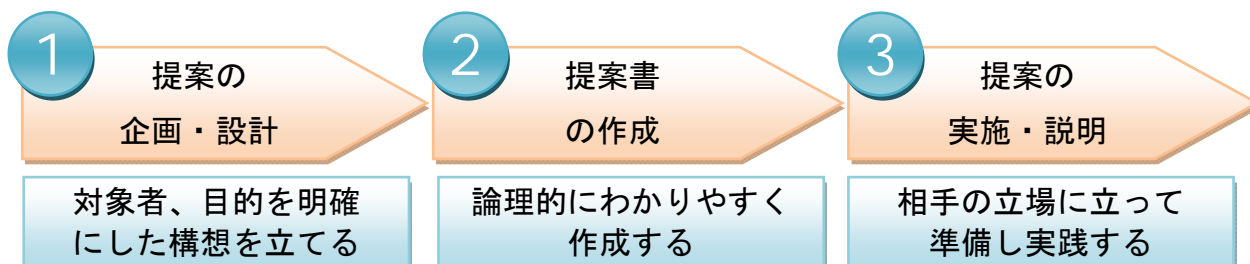 1
提案の
企画・設計
対象者、目的を明確
にした構想を立てる
2
提案書
の作成
論理的にわかりやすく
作成する
3
提案の
実施・説明
相手の立場に立って
準備し実践する